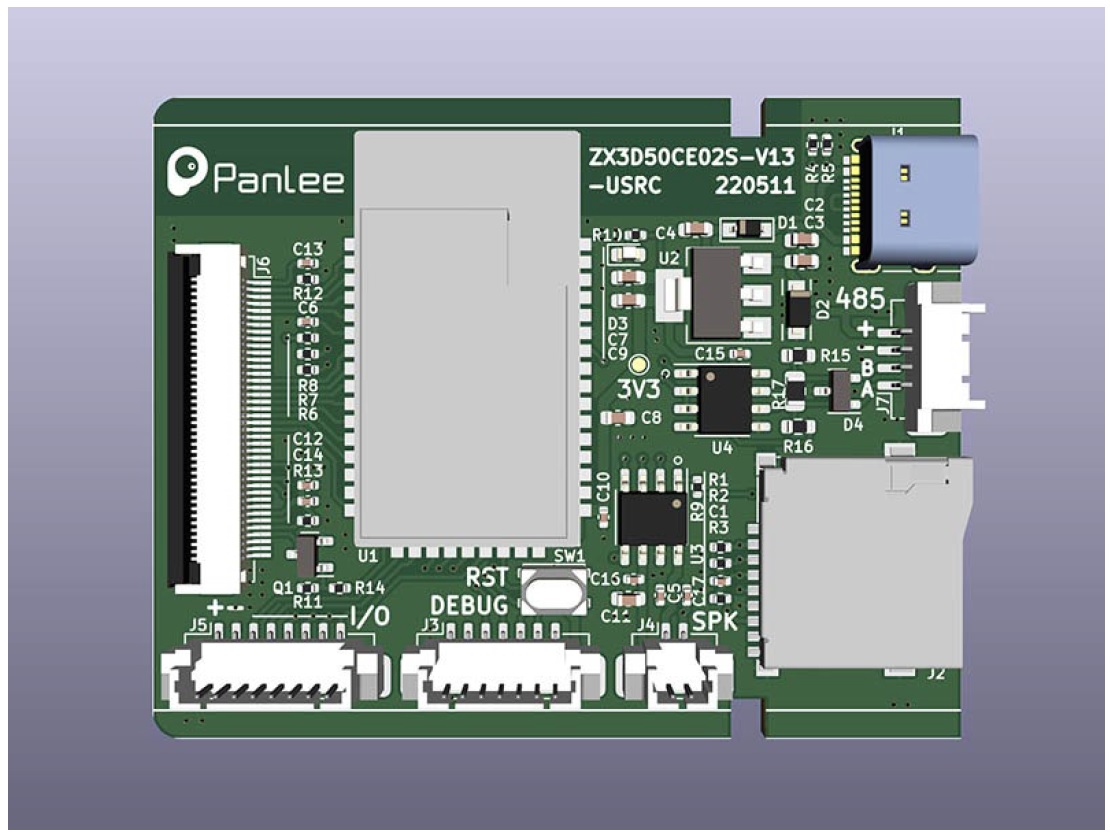 Panlee
ZX3D50CE02S-V13
-USRC 220511
J1
R4
R5
C2
C3
D1
C4
R10
U2
D2
485
+
-
B
A
J7
J6
C13
R12
C6
R8
R7
R6
C12
C14
R13
D3
C7
C9
3V3
C15
R15
R17
D4
R16
U4
C8
C10
R1
R2
C1
R3
R9
U3
U1
SW1
RST
DEBUG
Q1
R11
R14
+-
I/O
C16
C11
C5
C17
SPK
J5
J3
J4
J2